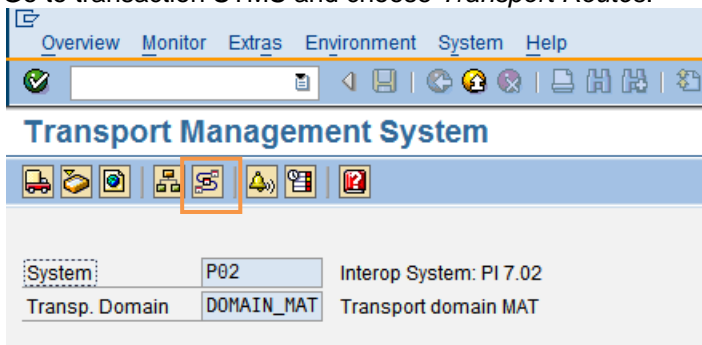 Go to transaction STMS and choose Transport Routes.
Overview Monitor Extras Environment System Help
Transport Management System
System P02 Interop System: PI 7.02
Transp. Domain DOMAIN_MAT Transport domain MAT